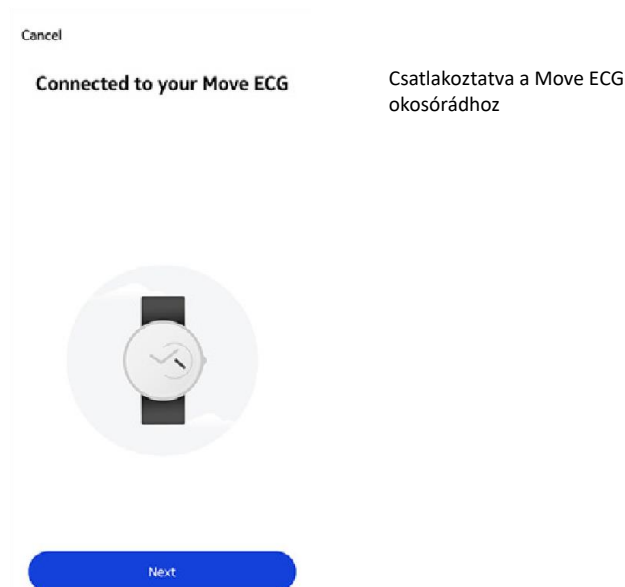 Cancel
Connected to your Move ECG
Csatlakoztatva a Move ECG
okosórádhoz
Next